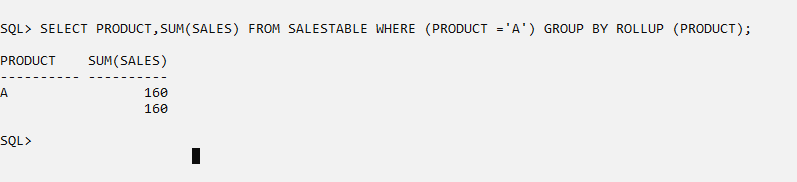 SQL> SELECT PRODUCT,SUM(SALES) FROM SALESTABLE WHERE (PRODUCT ='A') GROUP BY ROLLUP (PRODUCT);
PRODUCT    SUM(SALES)
---------- ----------
A                 160
                  160
SQL>